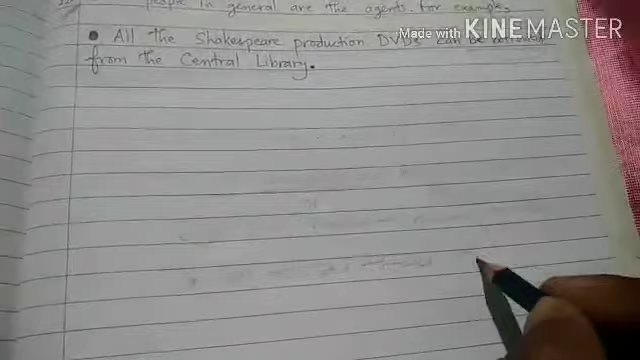 people in general are the agents for example,
Made with KINEMASTER
• All the Shakespeare production DVDs can be
from the Central Library.